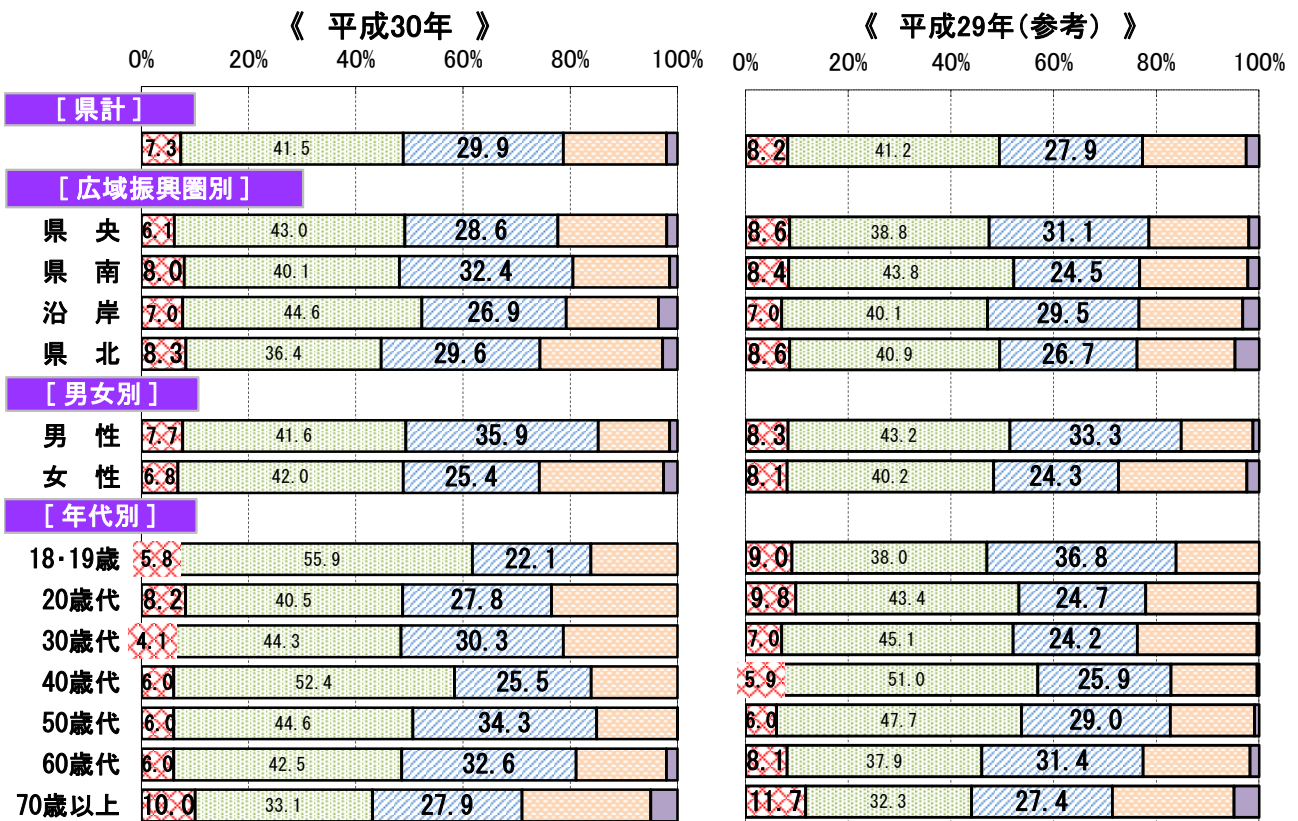 《 平成30年 》 《 平成29年(参考) 》
0% 20% 40% 60% 80% 100% 0% 20% 40% 60% 80% 100%
[ 県計 ]
7.3 41.5 29.9 8.2 41.2 27.9
[ 広域振興圏別 ]
県 央 6.1 43.0 28.6 8.6 38.8 31.1
県 南 8.0 40.1 32.4 8.4 43.8 24.5
沿 岸 7.0 44.6 26.9 7.0 40.1 29.5
県 北 8.3 36.4 29.6 8.6 40.9 26.7
[ 男女別 ]
男 性 7.7 41.6 35.9 8.3 43.2 33.3
女 性 6.8 42.0 25.4 8.1 40.2 24.3
[ 年代別 ]
18・19歳 5.8 55.9 22.1 9.0 38.0 36.8
20歳代 8.2 40.5 27.8 9.8 43.4 24.7
30歳代 4.1 44.3 30.3 7.0 45.1 24.2
40歳代 6.0 52.4 25.5 5.9 51.0 25.9
50歳代 6.0 44.6 34.3 6.0 47.7 29.0
60歳代 6.0 42.5 32.6 8.1 37.9 31.4
70歳以上 10.0 33.1 27.9 11.7 32.3 27.4